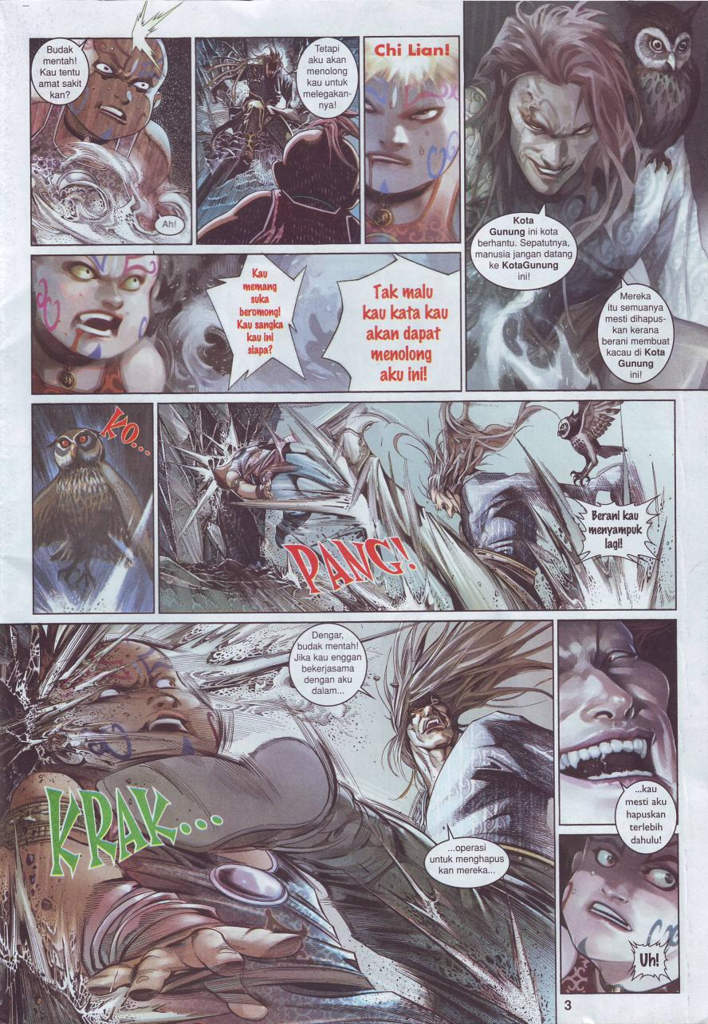 Budak
mentah!
Kau tentu
amat sakit
kan?
Ah!
Tetapi
aku akan
menolong
kau untuk
melegakan-
nya!
Chi Lian!
Kota
Gunung ini kota
berhantu. Sepatutnya,
manusia jangan datang
ke KotaGunung
ini!
Mereka
itu semuanya
mesti dihapus-
kan kerana
berani membuat
kacau di Kota
Gunung
ini!
Kau
memang
suka
beromong!
Kau sangka
kau ini
siapa?
Tak malu
kau kata kau
akan dapat
menolong
aku ini!
KO...
PANG!
Berani kau
menyampuk
lagi!
Dengar,
budak mentah!
Jika kau enggan
bekerjasama
dengan aku
dalam...
KRAK...
...operasi
untuk menghapus
kan mereka...
...kau
mesti aku
hapuskan
terlebih
dahulu!
Uh!
3